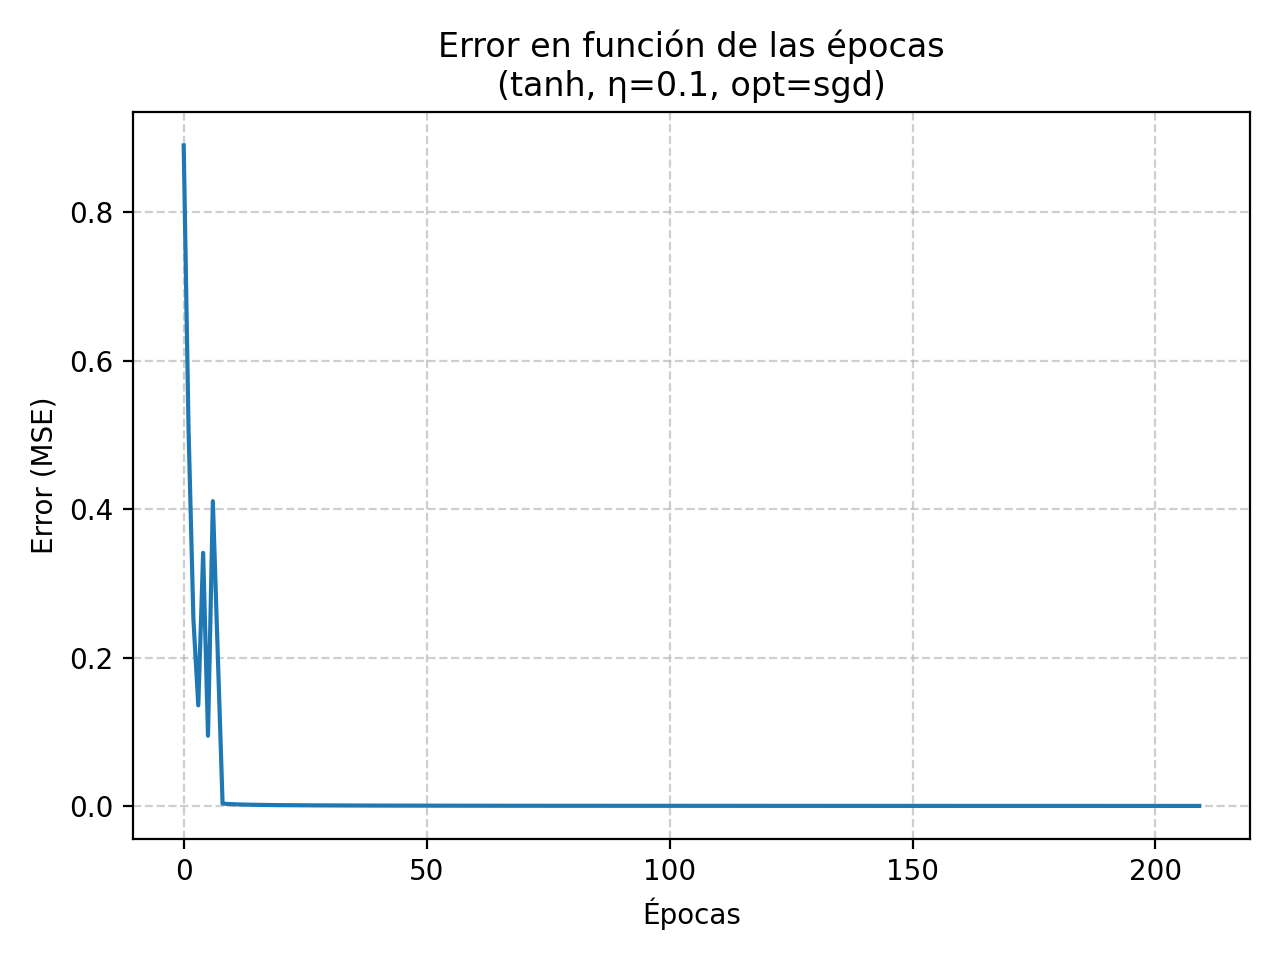 Error en función de las épocas
(tanh, η=0.1, opt=sgd)
Error (MSE)
0.8
0.6
0.4
0.2
0.0
0 50 100 150 200
Épocas